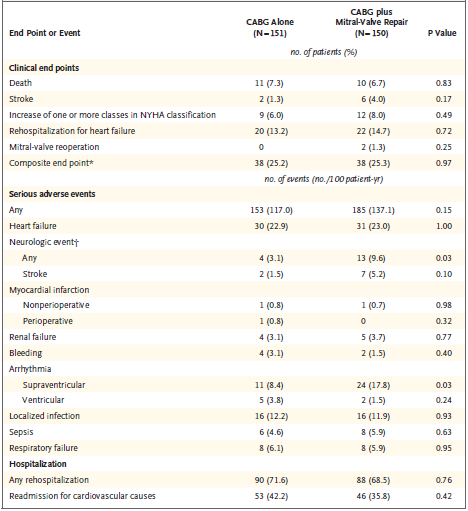 End Point or Event CABG Alone (N=151) CABG plus Mitral-Valve Repair (N=150) P Value
no. of patients (%)
Clinical end points
Death 11 (7.3) 10 (6.7) 0.83
Stroke 2 (1.3) 6 (4.0) 0.17
Increase of one or more classes in NYHA classification 9 (6.0) 12 (8.0) 0.49
Rehospitalization for heart failure 20 (13.2) 22 (14.7) 0.72
Mitral-valve reoperation 0 2 (1.3) 0.25
Composite end point* 38 (25.2) 38 (25.3) 0.97
no. of events (no./100 patient-yr)
Serious adverse events
Any 153 (117.0) 185 (137.1) 0.15
Heart failure 30 (22.9) 31 (23.0) 1.00
Neurologic event†
Any 4 (3.1) 13 (9.6) 0.03
Stroke 2 (1.5) 7 (5.2) 0.10
Myocardial infarction
Nonperioperative 1 (0.8) 1 (0.7) 0.98
Perioperative 1 (0.8) 0 0.32
Renal failure 4 (3.1) 5 (3.7) 0.77
Bleeding 4 (3.1) 2 (1.5) 0.40
Arrhythmia
Supraventricular 11 (8.4) 24 (17.8) 0.03
Ventricular 5 (3.8) 2 (1.5) 0.24
Localized infection 16 (12.2) 16 (11.9) 0.93
Sepsis 6 (4.6) 8 (5.9) 0.63
Respiratory failure 8 (6.1) 8 (5.9) 0.95
Hospitalization
Any rehospitalization 90 (71.6) 88 (68.5) 0.76
Readmission for cardiovascular causes 53 (42.2) 46 (35.8) 0.42